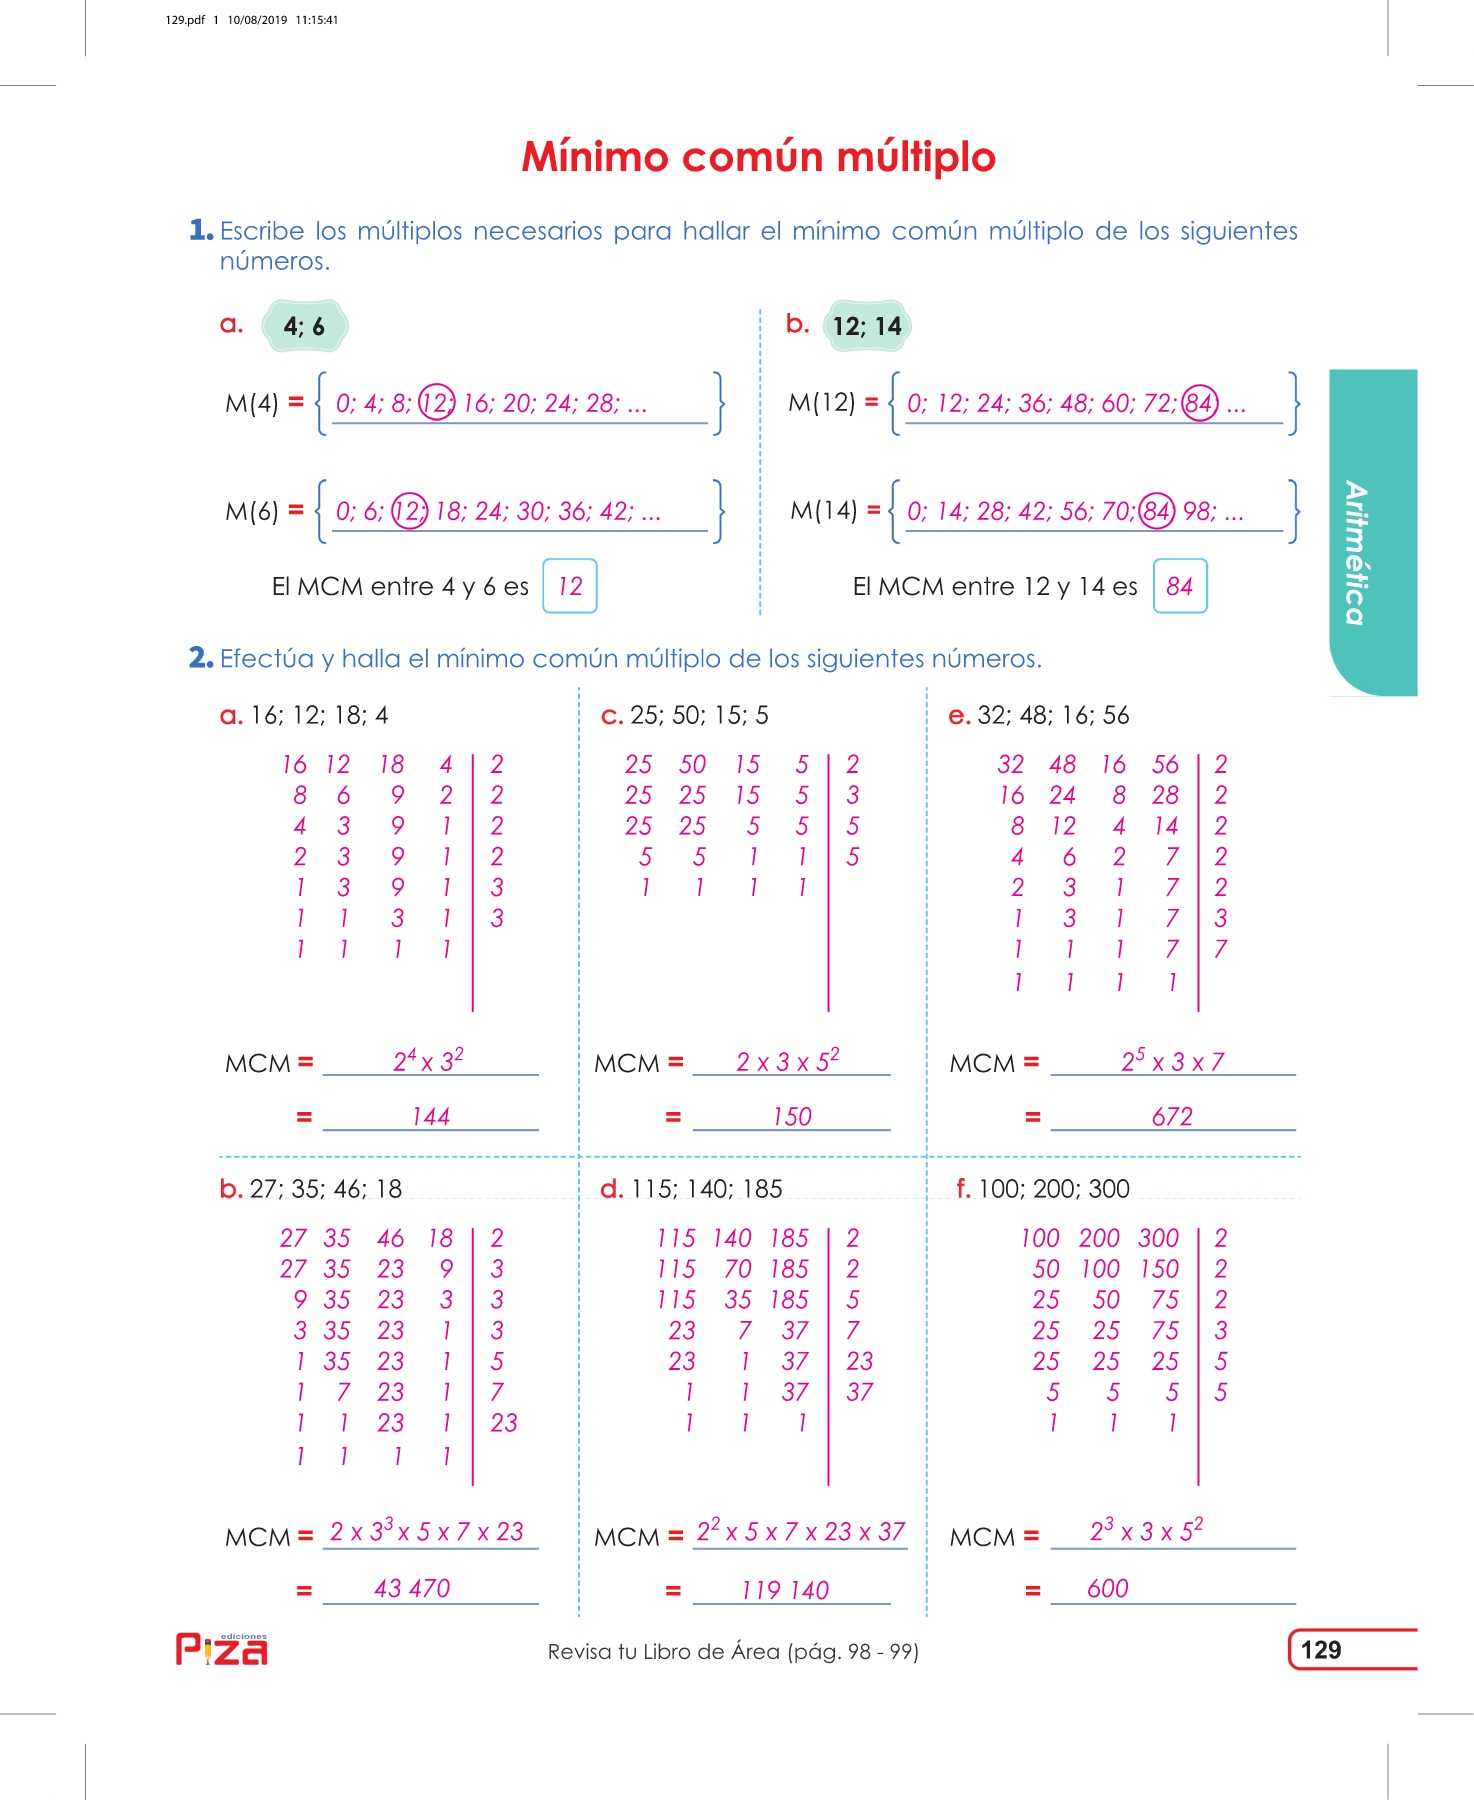 129.pdf 1 10/08/2019 11:15:41
Mínimo común múltiplo
1. Escribe los múltiplos necesarios para hallar el mínimo común múltiplo de los siguientes
números.
a. 4; 6
M(4) = { 0; 4; 8; 12; 16; 20; 24; 28; ... }
M(6) = { 0; 6; 12; 18; 24; 30; 36; 42; ... }
El MCM entre 4 y 6 es 12
b. 12; 14
M(12) = { 0; 12; 24; 36; 48; 60; 72; 84; ... }
M(14) = { 0; 14; 28; 42; 56; 70; 84; 98; ... }
El MCM entre 12 y 14 es 84
Aritmética
2. Efectúa y halla el mínimo común múltiplo de los siguientes números.
a. 16; 12; 18; 4
16 12 18 4 | 2
8 6 9 2 | 2
4 3 9 1 | 2
2 3 9 1 | 2
1 3 9 1 | 3
1 1 3 1 | 3
1 1 1 1
MCM = 2⁴ x 3²
= 144
c. 25; 50; 15; 5
25 50 15 5 | 2
25 25 15 5 | 3
25 25 5 5 | 5
5 5 1 1 | 5
1 1 1 1
MCM = 2 x 3 x 5²
= 150
e. 32; 48; 16; 56
32 48 16 56 | 2
16 24 8 28 | 2
8 12 4 14 | 2
4 6 2 7 | 2
2 3 1 7 | 2
1 3 1 7 | 3
1 1 1 7 | 7
1 1 1 1
MCM = 2⁵ x 3 x 7
= 672
b. 27; 35; 46; 18
27 35 46 18 | 2
27 35 23 9 | 3
9 35 23 3 | 3
3 35 23 1 | 3
1 35 23 1 | 5
1 7 23 1 | 7
1 1 23 1 | 23
1 1 1 1
MCM = 2 x 3³ x 5 x 7 x 23
= 43 470
d. 115; 140; 185
115 140 185 | 2
115 70 185 | 2
115 35 185 | 5
23 7 37 | 7
23 1 37 | 23
1 1 37 | 37
1 1 1
MCM = 2² x 5 x 7 x 23 x 37
= 119 140
f. 100; 200; 300
100 200 300 | 2
50 100 150 | 2
25 50 75 | 2
25 25 75 | 3
25 25 25 | 5
5 5 5 | 5
1 1 1
MCM = 2³ x 3 x 5²
= 600
ediciones
Piza
Revisa tu Libro de Área (pág. 98 - 99)
129